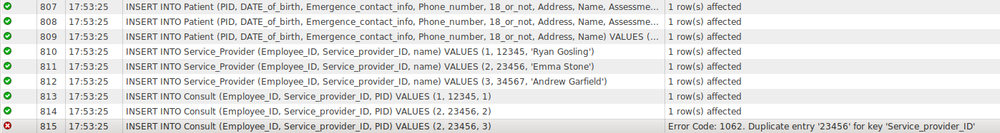 807 17:53:25 INSERT INTO Patient (PID, DATE_of_birth, Emergence_contact_info, Phone_number, 18_or_not, Address, Name, Assessme... 1 row(s) affected
808 17:53:25 INSERT INTO Patient (PID, DATE_of_birth, Emergence_contact_info, Phone_number, 18_or_not, Address, Name, Assessme... 1 row(s) affected
809 17:53:25 INSERT INTO Patient (PID, DATE_of_birth, Emergence_contact_info, Phone_number, 18_or_not, Address, Name) VALUES (... 1 row(s) affected
810 17:53:25 INSERT INTO Service_Provider (Employee_ID, Service_provider_ID, name) VALUES (1, 12345, 'Ryan Gosling') 1 row(s) affected
811 17:53:25 INSERT INTO Service_Provider (Employee_ID, Service_provider_ID, name) VALUES (2, 23456, 'Emma Stone') 1 row(s) affected
812 17:53:25 INSERT INTO Service_Provider (Employee_ID, Service_provider_ID, name) VALUES (3, 34567, 'Andrew Garfield') 1 row(s) affected
813 17:53:25 INSERT INTO Consult (Employee_ID, Service_provider_ID, PID) VALUES (1, 12345, 1) 1 row(s) affected
814 17:53:25 INSERT INTO Consult (Employee_ID, Service_provider_ID, PID) VALUES (2, 23456, 2) 1 row(s) affected
815 17:53:25 INSERT INTO Consult (Employee_ID, Service_provider_ID, PID) VALUES (2, 23456, 3) Error Code: 1062. Duplicate entry '23456' for key 'Service_provider_ID'